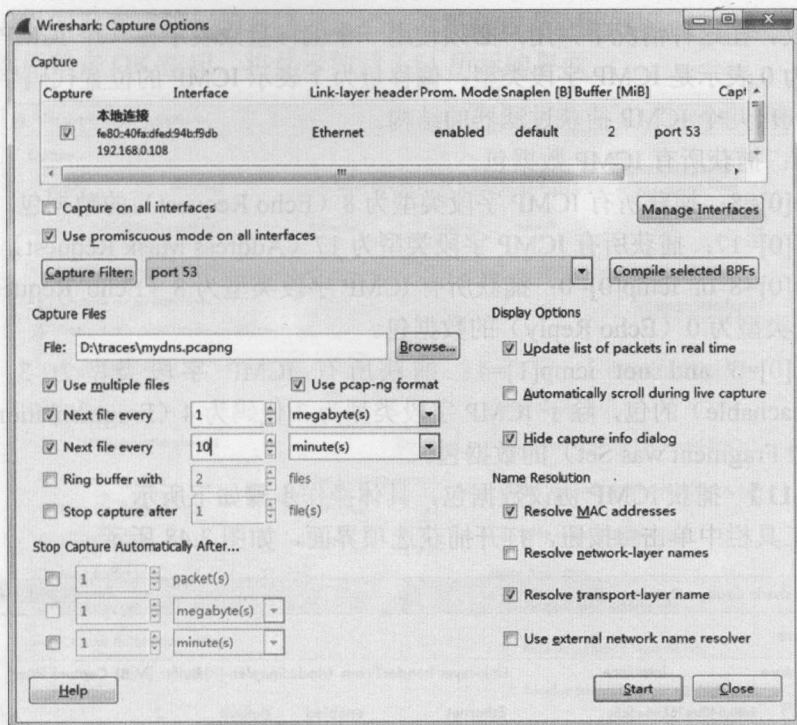 Wireshark: Capture Options
Capture
Capture Interface Link-layer header Prom. Mode Snaplen [B] Buffer [MiB] Capt
本地连接
fe80::40fa:dfed:94b:f9db
192.168.0.108
Ethernet enabled default 2 port 53
Capture on all interfaces
Manage Interfaces
Use promiscuous mode on all interfaces
Capture Filter: port 53 Compile selected BPFs
Capture Files
File: D:\traces\mydns.pcapng Browse...
Use multiple files Use pcap-ng format
Next file every 1 megabyte(s)
Next file every 10 minute(s)
Ring buffer with 2 files
Stop capture after 1 file(s)
Stop Capture Automatically After...
1 packet(s)
1 megabyte(s)
1 minute(s)
Display Options
Update list of packets in real time
Automatically scroll during live capture
Hide capture info dialog
Name Resolution
Resolve MAC addresses
Resolve network-layer names
Resolve transport-layer name
Use external network name resolver
Help Start Close